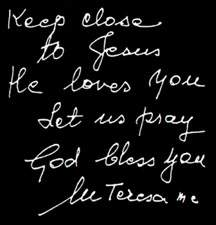 Keep close
to Jesus
He loves you
Let us pray
God bless you
M Teresa mc